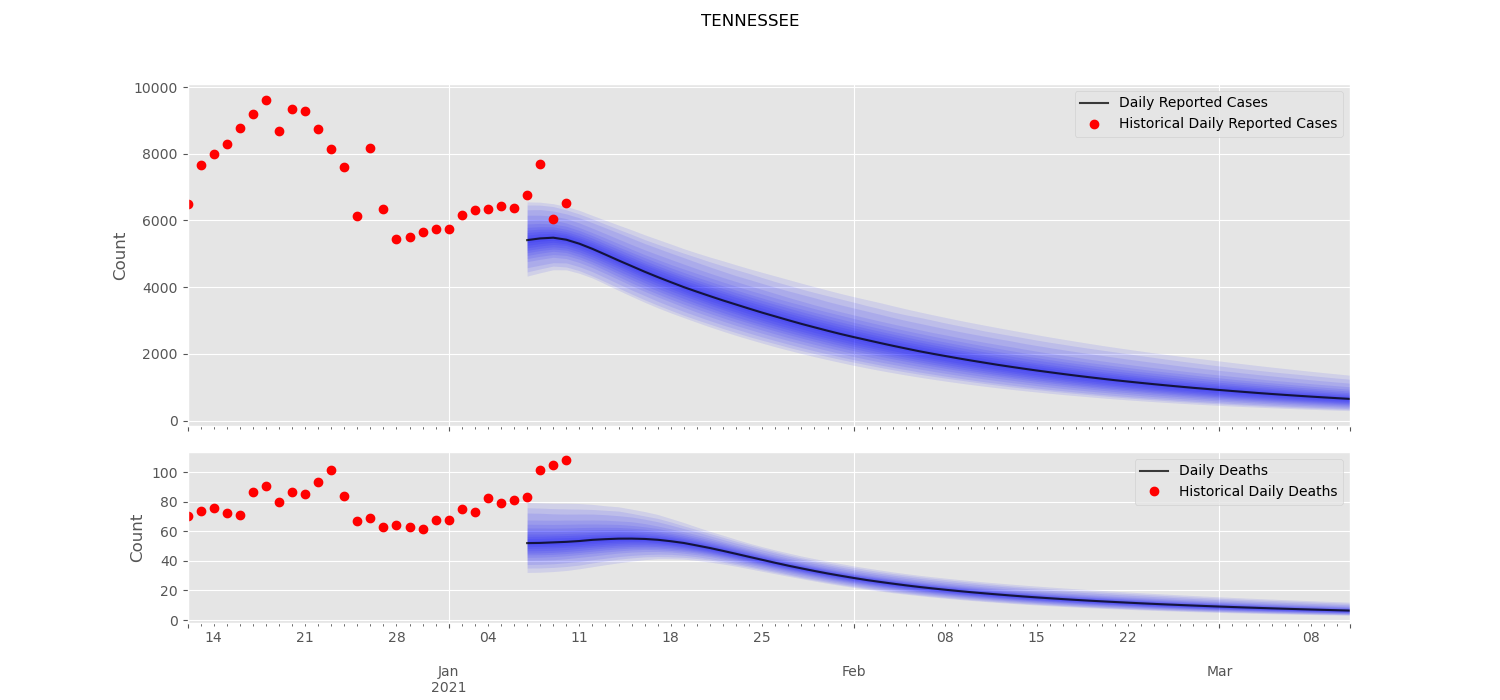 TENNESSEE
10000
8000
6000
4000
2000
0
Count
Daily Reported Cases
Historical Daily Reported Cases
100
80
60
40
20
0
Count
Daily Deaths
Historical Daily Deaths
14 21 28 04 11 18 25 08 15 22 08
Jan Feb Mar
2021